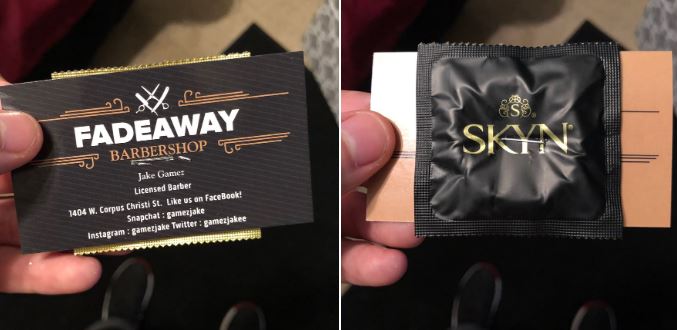 FADEAWAY
BARBERSHOP
Jake Gamez
Licensed Barber
1404 W. Corpus Christi St. Like us on FaceBook!
Snapchat : gamezjake
Instagram : gamezjake Twitter : gamezjakee
S
SKYN®